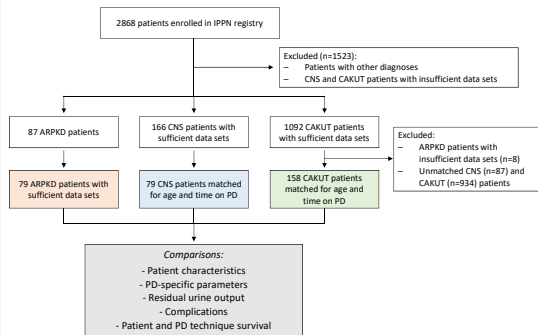 2868 patients enrolled in IPPN registry
Excluded (n=1523):
– Patients with other diagnoses
– CNS and CAKUT patients with insufficient data sets
87 ARPKD patients
166 CNS patients with
sufficient data sets
1092 CAKUT patients
with sufficient data sets
Excluded:
– ARPKD patients with
insufficient data sets (n=8)
– Unmatched CNS (n=87) and
CAKUT (n=934) patients
79 ARPKD patients with
sufficient data sets
79 CNS patients matched
for age and time on PD
158 CAKUT patients
matched for age and
time on PD
Comparisons:
- Patient characteristics
- PD-specific parameters
- Residual urine output
- Complications
- Patient and PD technique survival